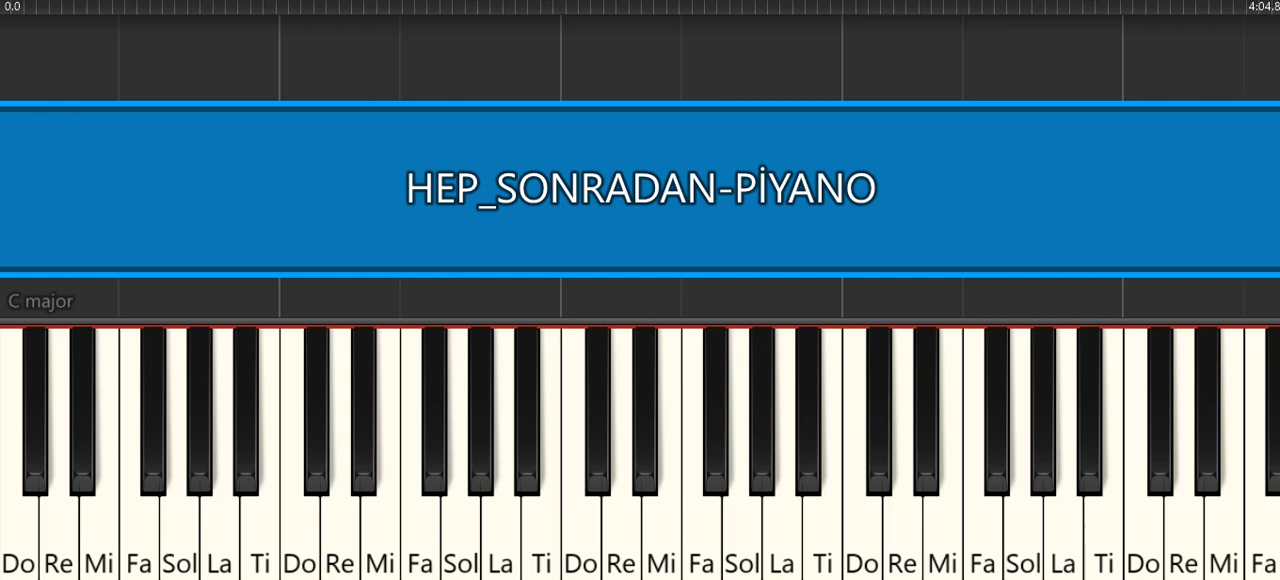 0.0 4:04.8
HEP_SONRADAN-PİYANO
C major
Do Re Mi Fa Sol La Ti Do Re Mi Fa Sol La Ti Do Re Mi Fa Sol La Ti Do Re Mi Fa Sol La Ti Do Re Mi Fa